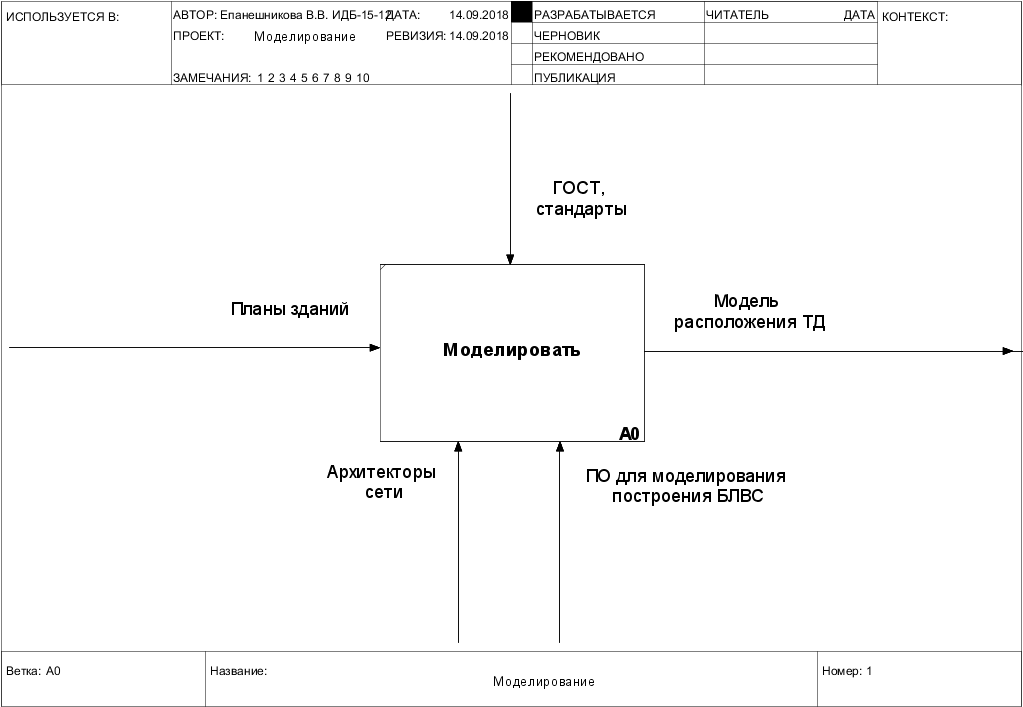 ИСПОЛЬЗУЕТСЯ В:
АВТОР: Епанешникова В.В. ИДБ-15-12
ДАТА: 14.09.2018
РАЗРАБАТЫВАЕТСЯ
ЧИТАТЕЛЬ
ДАТА
КОНТЕКСТ:
ПРОЕКТ: Моделирование
РЕВИЗИЯ: 14.09.2018
ЧЕРНОВИК
РЕКОМЕНДОВАНО
ЗАМЕЧАНИЯ: 1 2 3 4 5 6 7 8 9 10
ПУБЛИКАЦИЯ
ГОСТ,
стандарты
Планы зданий
Модель
расположения ТД
Моделировать
A0
Архитекторы
сети
ПО для моделирования
построения БЛВС
Ветка: A0
Название:
Моделирование
Номер: 1